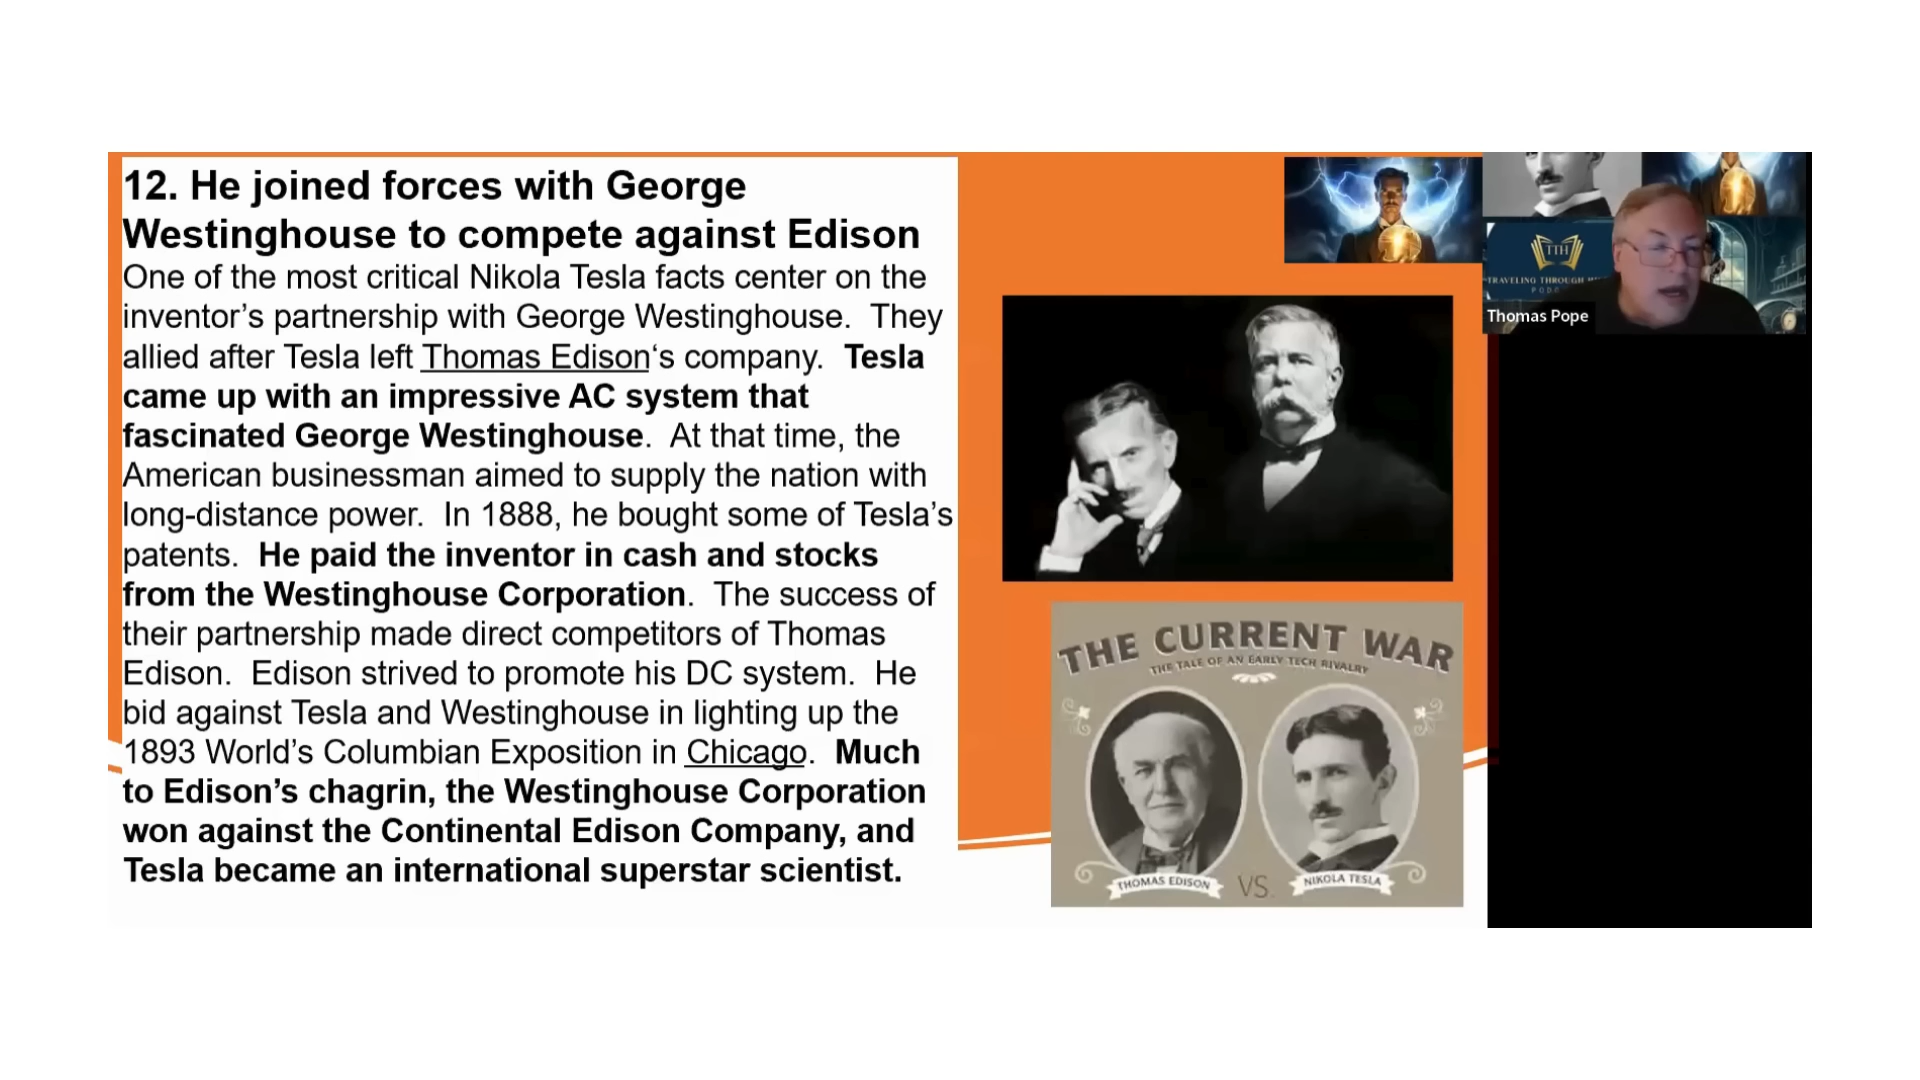 12. He joined forces with George
Westinghouse to compete against Edison
One of the most critical Nikola Tesla facts center on the
inventor’s partnership with George Westinghouse.  They
allied after Tesla left Thomas Edison‘s company.  Tesla
came up with an impressive AC system that
fascinated George Westinghouse.  At that time, the
American businessman aimed to supply the nation with
long-distance power.  In 1888, he bought some of Tesla’s
patents.  He paid the inventor in cash and stocks
from the Westinghouse Corporation.  The success of
their partnership made direct competitors of Thomas
Edison.  Edison strived to promote his DC system.  He
bid against Tesla and Westinghouse in lighting up the
1893 World’s Columbian Exposition in Chicago.  Much
to Edison’s chagrin, the Westinghouse Corporation
won against the Continental Edison Company, and
Tesla became an international superstar scientist.
TTH
TRAVELING THROUGH
Thomas Pope
THE CURRENT WAR
THE TALE OF AN EARLY TECH RIVALRY
THOMAS EDISON
VS.
NIKOLA TESLA